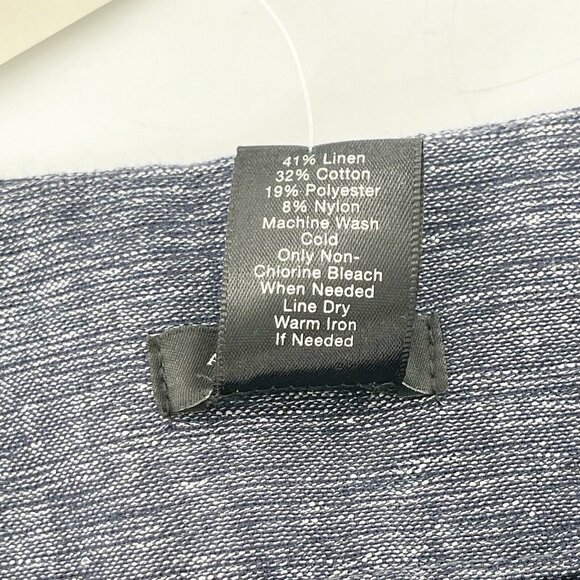 41% Linen
32% Cotton
19% Polyester
8% Nylon
Machine Wash
Cold
Only Non-
Chlorine Bleach
When Needed
Line Dry
Warm Iron
If Needed